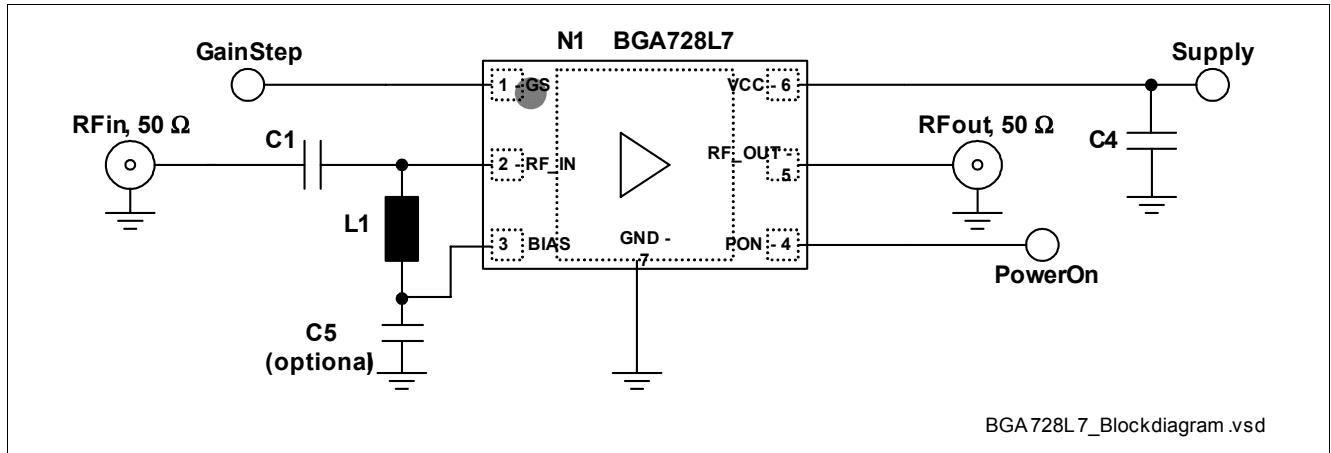 N1 BGA728L7
GainStep
Supply
1 - GS
VCC - 6
RFin, 50 Ω
C1
RFout, 50 Ω
C4
2 - RF_IN
RF_OUT -
5
L1
3 BIAS
GND -
7
PON - 4
PowerOn
C5
(optional)
BGA728L7_Blockdiagram.vsd